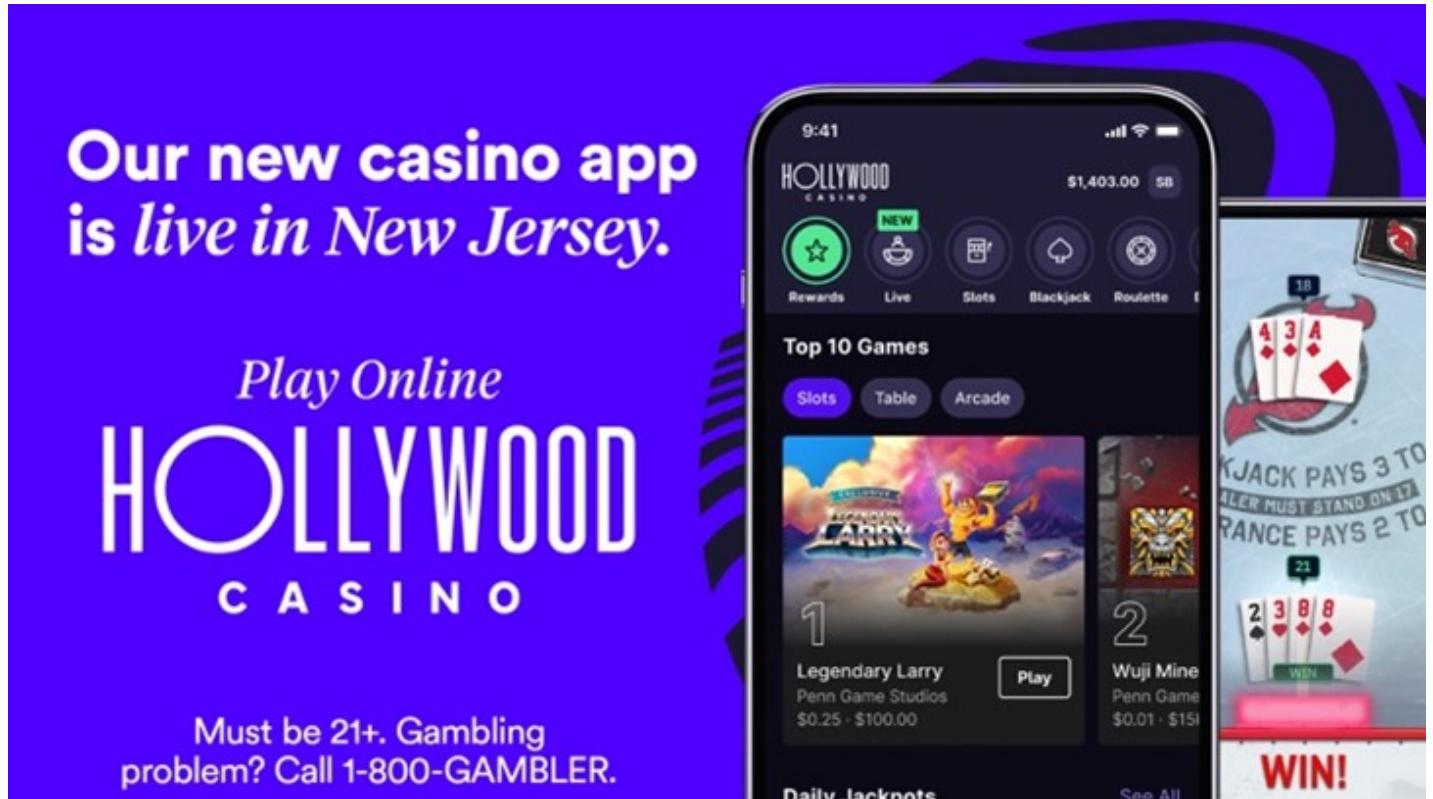 Our new casino app
is live in New Jersey.
Play Online
HOLLYWOOD
CASINO
Must be 21+. Gambling
problem? Call 1-800-GAMBLER.
9:41
HOLLYWOOD
CASINO
$1,403.00 SB
NEW
Rewards Live Slots Blackjack Roulette
Top 10 Games
Slots Table Arcade
EXCLUSIVE
LEGENDARY
LARRY
1
Legendary Larry
Penn Game Studios
$0.25 · $100.00
Play
2
Wuji Mine
Penn Game
$0.01 · $15
Daily Jackpots See All
18
4 3 A
KJACK PAYS 3 TO
ALER MUST STAND ON 17
RANCE PAYS 2 TO
21
2 3 8 8
WIN
WIN!